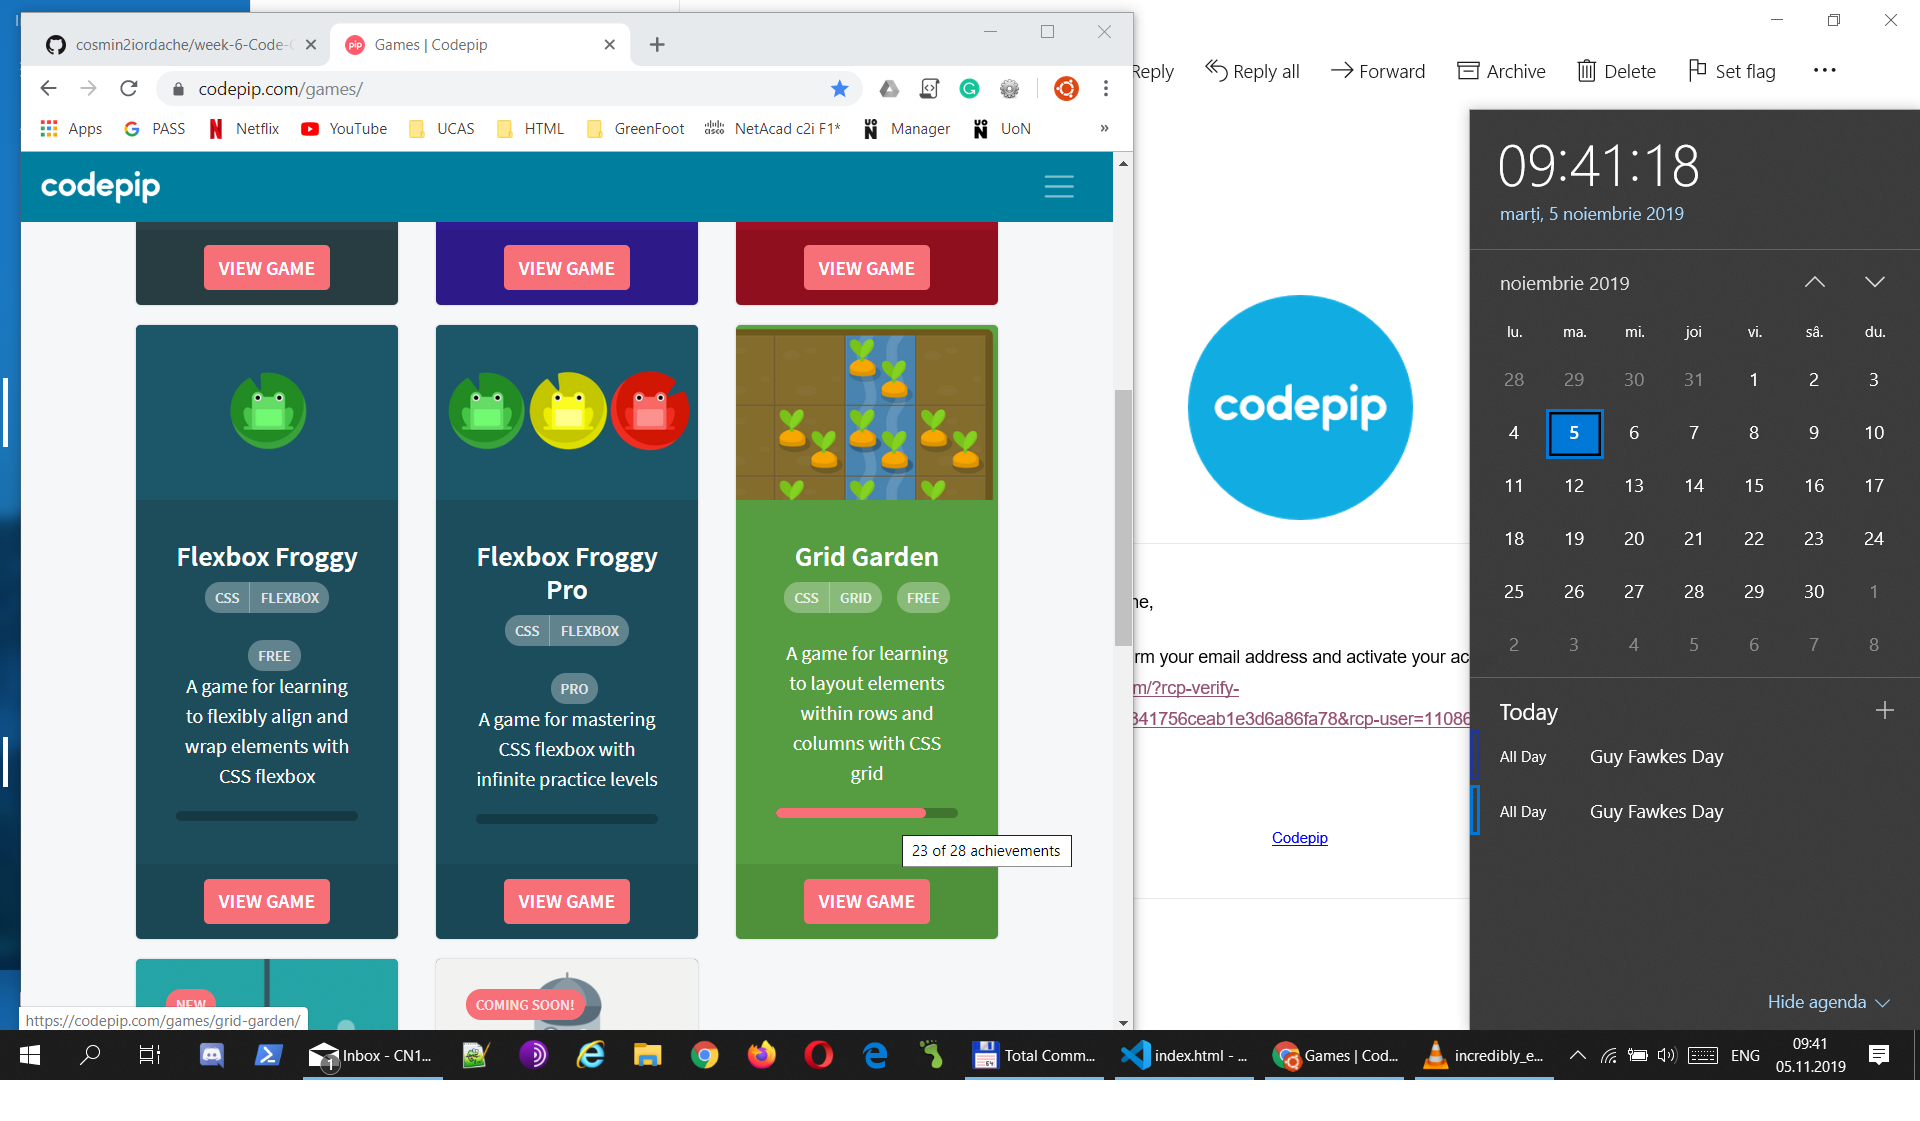 cosmin2iordache/week-6-Code-
Games | Codepip
codepip.com/games/
Apps
PASS
Netflix
YouTube
UCAS
HTML
GreenFoot
NetAcad c2i F1*
Manager
UoN
»
codepip
VIEW GAME
VIEW GAME
VIEW GAME
Flexbox Froggy
CSS FLEXBOX
FREE
A game for learning
to flexibly align and
wrap elements with
CSS flexbox
VIEW GAME
Flexbox Froggy
Pro
CSS FLEXBOX
PRO
A game for mastering
CSS flexbox with
infinite practice levels
VIEW GAME
Grid Garden
CSS GRID FREE
A game for learning
to layout elements
within rows and
columns with CSS
grid
23 of 28 achievements
VIEW GAME
NEW
COMING SOON!
https://codepip.com/games/grid-garden/
Reply
Reply all
Forward
Archive
Delete
Set flag
codepip
ne,
rm your email address and activate your ac
m/?rcp-verify-
341756ceab1e3d6a86fa78&rcp-user=11086
Codepip
09:41:18
marți, 5 noiembrie 2019
noiembrie 2019
lu. ma. mi. joi vi. sâ. du.
28 29 30 31 1 2 3
4 5 6 7 8 9 10
11 12 13 14 15 16 17
18 19 20 21 22 23 24
25 26 27 28 29 30 1
2 3 4 5 6 7 8
Today
All Day Guy Fawkes Day
All Day Guy Fawkes Day
Hide agenda
1
Inbox - CN1...
64
Total Comm...
index.html - ...
Games | Cod...
incredibly_e...
ENG
09:41
05.11.2019